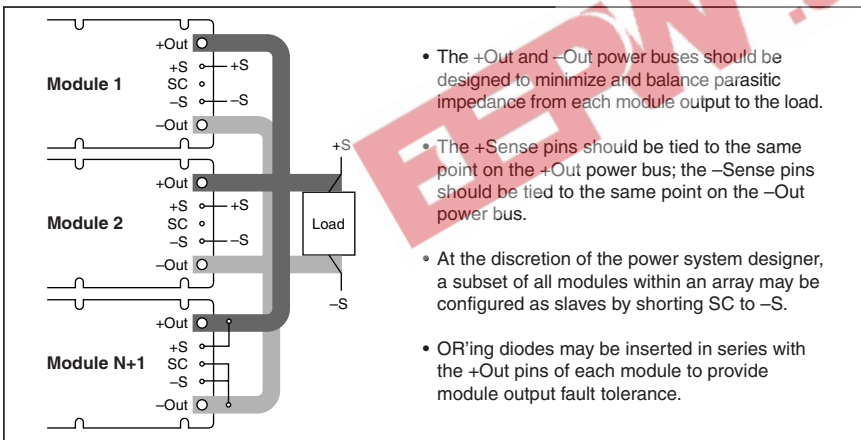 +Out
+S +S
Module 1
SC
–S –S
–Out
+S
+Out
+S +S
Module 2
SC
Load
–S –S
–Out
–S
+Out
+S
Module N+1
SC
–S
–Out
• The +Out and –Out power buses should be
designed to minimize and balance parasitic
impedance from each module output to the load.
• The +Sense pins should be tied to the same
point on the +Out power bus; the –Sense pins
should be tied to the same point on the –Out
power bus.
• At the discretion of the power system designer,
a subset of all modules within an array may be
configured as slaves by shorting SC to –S.
• OR'ing diodes may be inserted in series with
the +Out pins of each module to provide
module output fault tolerance.
EEPW